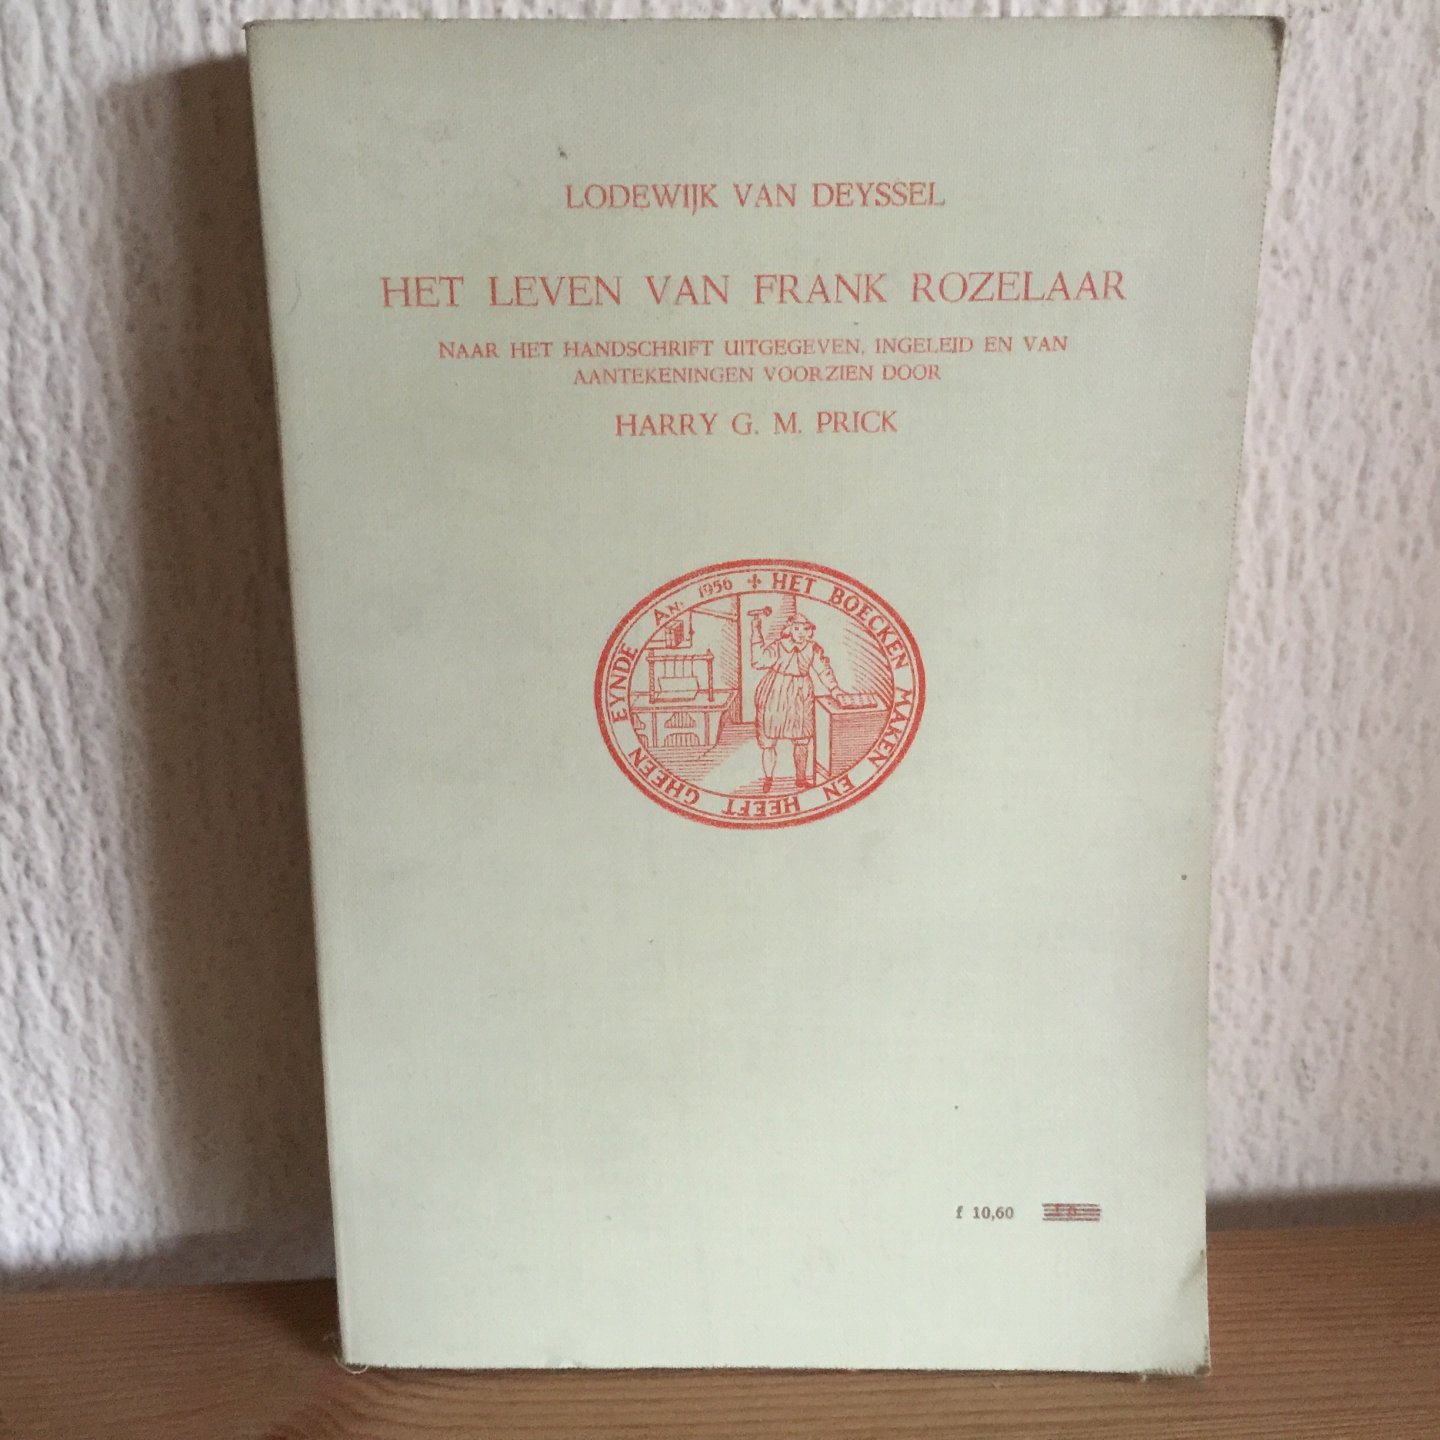 LODEWIJK VAN DEYSSEL
HET LEVEN VAN FRANK ROZELAAR
NAAR HET HANDSCHRIFT UITGEGEVEN, INGELEID EN VAN
AANTEKENINGEN VOORZIEN DOOR
HARRY G. M. PRICK
HET BOECKEN MAKEN EN HEEFT GHEEN EYNDE AN. 1956
f 10,60